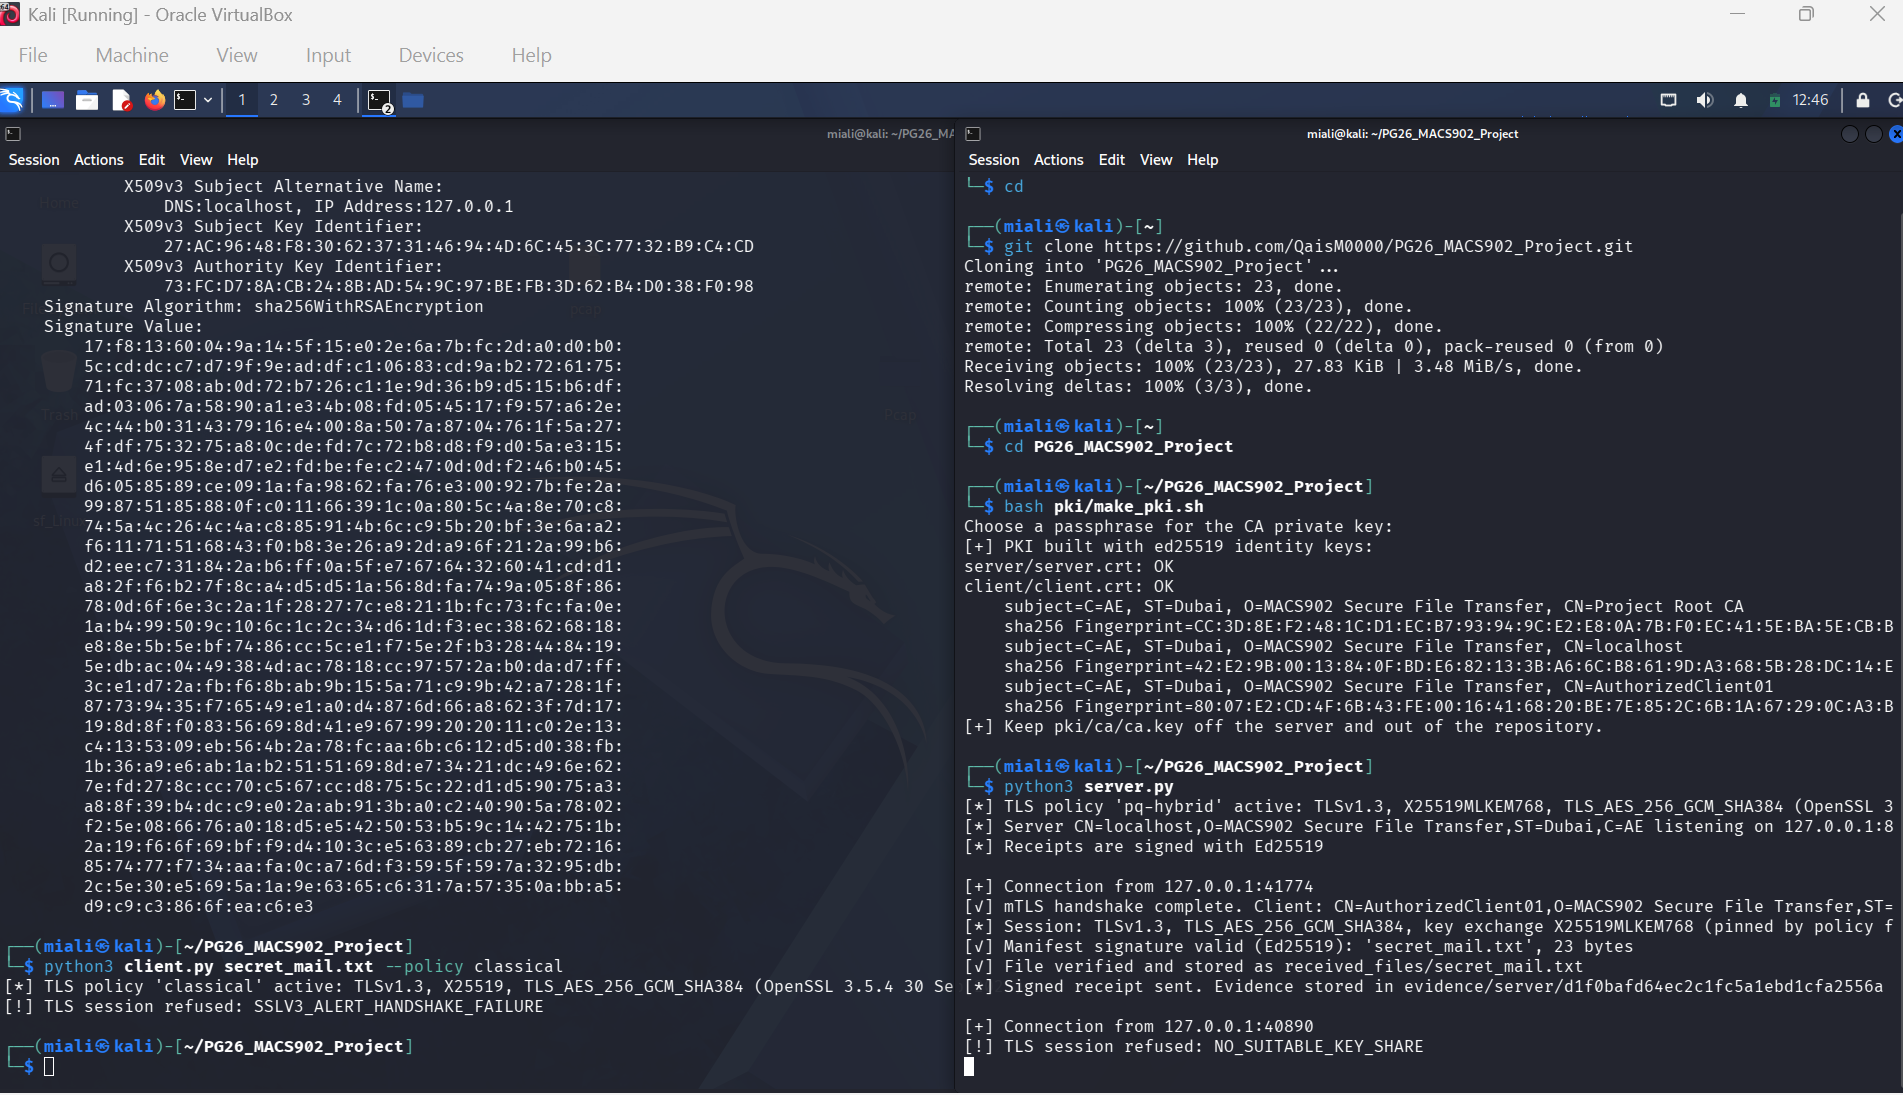 Kali [Running] - Oracle VirtualBox
File Machine View Input Devices Help
1 2 3 4 2 12:46
miali@kali: ~/PG26_MA
Session Actions Edit View Help
X509v3 Subject Alternative Name:
DNS:localhost, IP Address:127.0.0.1
X509v3 Subject Key Identifier:
27:AC:96:48:F8:30:62:37:31:46:94:4D:6C:45:3C:77:32:B9:C4:CD
X509v3 Authority Key Identifier:
73:FC:D7:8A:CB:24:8B:AD:54:9C:97:BE:FB:3D:62:B4:D0:38:F0:98
Signature Algorithm: sha256WithRSAEncryption
Signature Value:
17:f8:13:60:04:9a:14:5f:15:e0:2e:6a:7b:fc:2d:a0:d0:b0:
5c:cd:dc:c7:d7:9f:9e:ad:df:c1:06:83:cd:9a:b2:72:61:75:
71:fc:37:08:ab:0d:72:b7:26:c1:1e:9d:36:b9:d5:15:b6:df:
ad:03:06:7a:58:90:a1:e3:4b:08:fd:05:45:17:f9:57:a6:2e:
4c:44:b0:31:43:79:16:e4:00:8a:50:7a:87:04:76:1f:5a:27:
4f:df:75:32:75:a8:0c:de:fd:7c:72:b8:d8:f9:d0:5a:e3:15:
e1:4d:6e:95:8e:d7:e2:fd:be:fe:c2:47:0d:0d:f2:46:b0:45:
d6:05:85:89:ce:09:1a:fa:98:62:fa:76:e3:00:92:7b:fe:2a:
99:87:51:85:88:0f:c0:11:66:39:1c:0a:80:5c:4a:8e:70:c8:
74:5a:4c:26:4c:4a:c8:85:91:4b:6c:c9:5b:20:bf:3e:6a:a2:
f6:11:71:51:68:43:f0:b8:3e:26:a9:2d:a9:6f:21:2a:99:b6:
d2:ee:c7:31:84:2a:b6:ff:0a:5f:e7:67:64:32:60:41:cd:d1:
a8:2f:f6:b2:7f:8c:a4:d5:d5:1a:56:8d:fa:74:9a:05:8f:86:
78:0d:6f:6e:3c:2a:1f:28:27:7c:e8:21:1b:fc:73:fc:fa:0e:
1a:b4:99:50:9c:10:6c:1c:2c:34:d6:1d:f3:ec:38:62:68:18:
e8:8e:5b:5e:bf:74:86:cc:5c:e1:f7:5e:2f:b3:28:44:84:19:
5e:db:ac:04:49:38:4d:ac:78:18:cc:97:57:2a:b0:da:d7:ff:
3c:e1:d7:2a:fb:f6:8b:ab:9b:15:5a:71:c9:9b:42:a7:28:1f:
87:73:94:35:f7:65:49:e1:a0:d4:87:6d:66:a8:62:3f:7d:17:
19:8d:8f:f0:83:56:69:8d:41:e9:67:99:20:20:11:c0:2e:13:
c4:13:53:09:eb:56:4b:2a:78:fc:aa:6b:c6:12:d5:d0:38:fb:
1b:36:a9:e6:ab:1a:b2:51:51:69:8d:e7:34:21:dc:49:6e:62:
7e:fd:27:8c:cc:70:c5:67:cc:d8:75:5c:22:d1:d5:90:75:a3:
a8:8f:39:b4:dc:c9:e0:2a:ab:91:3b:a0:c2:40:90:5a:78:02:
f2:5e:08:66:76:a0:18:d5:e5:42:50:53:b5:9c:14:42:75:1b:
2a:19:f6:6f:69:bf:f9:d4:10:3c:e5:63:89:cb:27:eb:72:16:
85:74:77:f7:34:aa:fa:0c:a7:6d:f3:59:5f:59:7a:32:95:db:
2c:5e:30:e5:69:5a:1a:9e:63:65:c6:31:7a:57:35:0a:bb:a5:
d9:c9:c3:86:6f:ea:c6:e3
┌──(miali㉿kali)-[~/PG26_MACS902_Project]
└─$ python3 client.py secret_mail.txt --policy classical
[*] TLS policy 'classical' active: TLSv1.3, X25519, TLS_AES_256_GCM_SHA384 (OpenSSL 3.5.4 30 Se
[!] TLS session refused: SSLV3_ALERT_HANDSHAKE_FAILURE
┌──(miali㉿kali)-[~/PG26_MACS902_Project]
└─$
miali@kali: ~/PG26_MACS902_Project
Session Actions Edit View Help
└─$ cd
┌──(miali㉿kali)-[~]
└─$ git clone https://github.com/QaisM0000/PG26_MACS902_Project.git
Cloning into 'PG26_MACS902_Project'...
remote: Enumerating objects: 23, done.
remote: Counting objects: 100% (23/23), done.
remote: Compressing objects: 100% (22/22), done.
remote: Total 23 (delta 3), reused 0 (delta 0), pack-reused 0 (from 0)
Receiving objects: 100% (23/23), 27.83 KiB | 3.48 MiB/s, done.
Resolving deltas: 100% (3/3), done.
┌──(miali㉿kali)-[~]
└─$ cd PG26_MACS902_Project
┌──(miali㉿kali)-[~/PG26_MACS902_Project]
└─$ bash pki/make_pki.sh
Choose a passphrase for the CA private key:
[+] PKI built with ed25519 identity keys:
server/server.crt: OK
client/client.crt: OK
subject=C=AE, ST=Dubai, O=MACS902 Secure File Transfer, CN=Project Root CA
sha256 Fingerprint=CC:3D:8E:F2:48:1C:D1:EC:B7:93:94:9C:E2:E8:0A:7B:F0:EC:41:5E:BA:5E:CB:B
subject=C=AE, ST=Dubai, O=MACS902 Secure File Transfer, CN=localhost
sha256 Fingerprint=42:E2:9B:00:13:84:0F:BD:E6:82:13:3B:A6:6C:B8:61:9D:A3:68:5B:28:DC:14:E
subject=C=AE, ST=Dubai, O=MACS902 Secure File Transfer, CN=AuthorizedClient01
sha256 Fingerprint=80:07:E2:CD:4F:6B:43:FE:00:16:41:68:20:BE:7E:85:2C:6B:1A:67:29:0C:A3:B
[+] Keep pki/ca/ca.key off the server and out of the repository.
┌──(miali㉿kali)-[~/PG26_MACS902_Project]
└─$ python3 server.py
[*] TLS policy 'pq-hybrid' active: TLSv1.3, X25519MLKEM768, TLS_AES_256_GCM_SHA384 (OpenSSL 3
[*] Server CN=localhost,O=MACS902 Secure File Transfer,ST=Dubai,C=AE listening on 127.0.0.1:8
[*] Receipts are signed with Ed25519
[+] Connection from 127.0.0.1:41774
[√] mTLS handshake complete. Client: CN=AuthorizedClient01,O=MACS902 Secure File Transfer,ST=
[*] Session: TLSv1.3, TLS_AES_256_GCM_SHA384, key exchange X25519MLKEM768 (pinned by policy f
[√] Manifest signature valid (Ed25519): 'secret_mail.txt', 23 bytes
[√] File verified and stored as received_files/secret_mail.txt
[*] Signed receipt sent. Evidence stored in evidence/server/d1f0bafd64ec2c1fc5a1ebd1cfa2556a
[+] Connection from 127.0.0.1:40890
[!] TLS session refused: NO_SUITABLE_KEY_SHARE